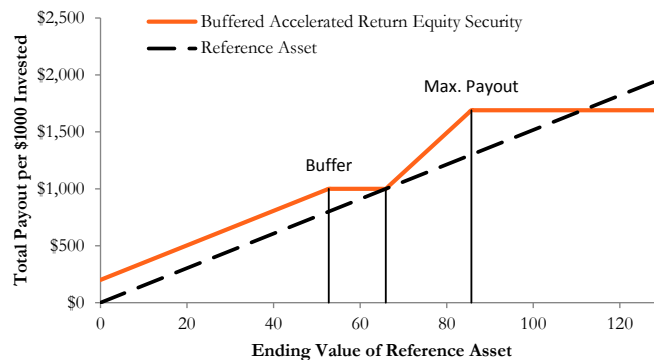 $2,500
Buffered Accelerated Return Equity Security
Reference Asset
$2,000
Max. Payout
$1,500
Buffer
$1,000
$500
$0
Total Payout per $1000 Invested
0 20 40 60 80 100 120
Ending Value of Reference Asset